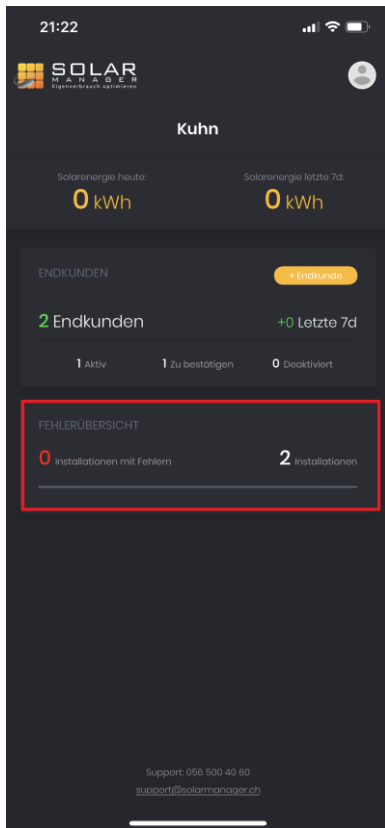 21:22
SOLAR
MANAGER
Eigenverbrauch optimieren
Kuhn
Solarenergie heute:
0 kWh
Solarenergie letzte 7d:
0 kWh
ENDKUNDEN
+ Endkunde
2 Endkunden
+0 Letzte 7d
1 Aktiv
1 Zu bestätigen
0 Deaktiviert
FEHLERÜBERSICHT
0 Installationen mit Fehlern
2 Installationen
Support: 056 500 40 60
support@solarmanager.ch